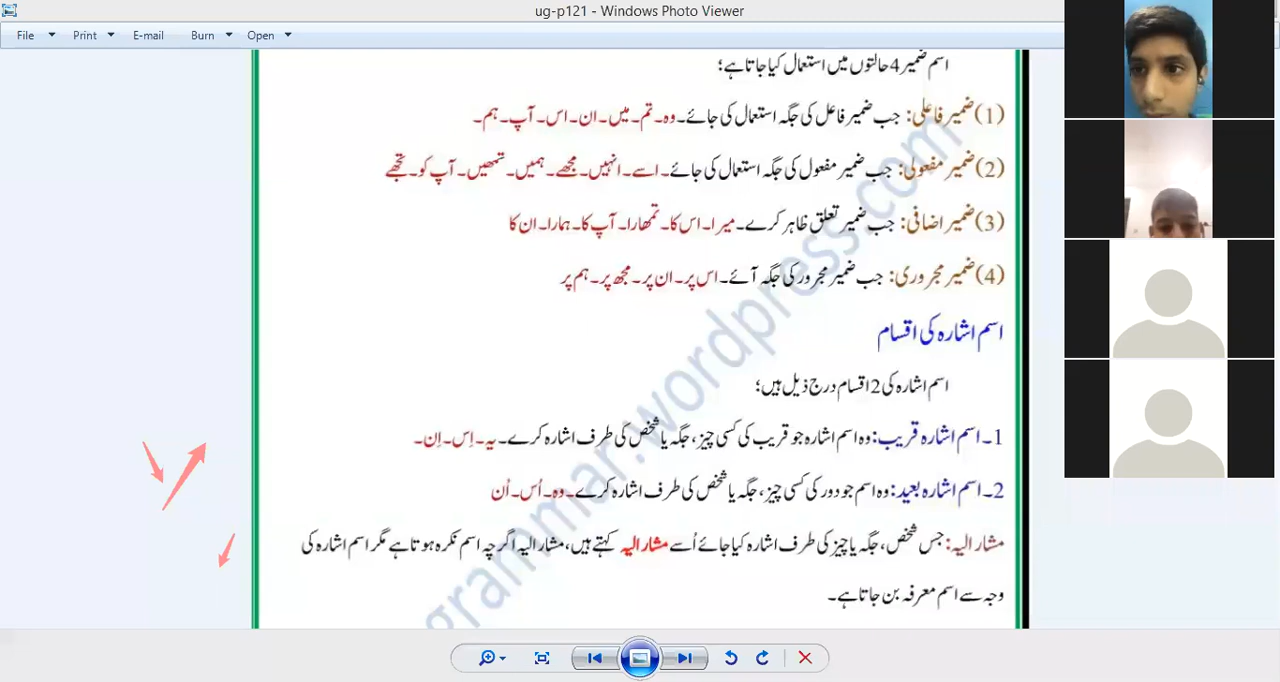 ug-p121 - Windows Photo Viewer
File Print E-mail Burn Open
اسم ضمیر 4 حالتوں میں استعمال کیا جاتا ہے؛
(1) ضمیر فاعلی: جب ضمیر فاعل کی جگہ استعمال کی جائے۔ وہ۔ تم۔ میں۔ ان۔ اس۔ آپ۔ ہم۔
(2) ضمیر مفعولی: جب ضمیر مفعول کی جگہ استعمال کی جائے۔ اسے۔ انہیں۔ مجھے۔ ہمیں۔ تمھیں۔ آپ کو۔ تجھے
(3) ضمیر اضافی: جب ضمیر تعلق ظاہر کرے۔ میرا۔ اس کا۔ تمھارا۔ آپ کا۔ ہمارا۔ ان کا
(4) ضمیر مجروری: جب ضمیر مجرور کی جگہ آئے۔ اس پر۔ ان پر۔ مجھ پر۔ ہم پر
اسم اشارہ کی اقسام
اسم اشارہ کی 2 اقسام درج ذیل ہیں؛
1۔ اسم اشارہ قریب: وہ اسم اشارہ جو قریب کی کسی چیز، جگہ یا شخص کی طرف اشارہ کرے۔ یہ۔ اِس۔ اِن۔
2۔ اسم اشارہ بعید: وہ اسم جو دور کی کسی چیز، جگہ یا شخص کی طرف اشارہ کرے۔ وہ۔ اُس۔ اُن
مشار الیہ: جس شخص، جگہ یا چیز کی طرف اشارہ کیا جائے اُسے مشار الیہ کہتے ہیں، مشار الیہ اگرچہ اسم نکرہ ہوتا ہے مگر اسم اشارہ کی
وجہ سے اسم معرفہ بن جاتا ہے۔
grammar.wordpress.com